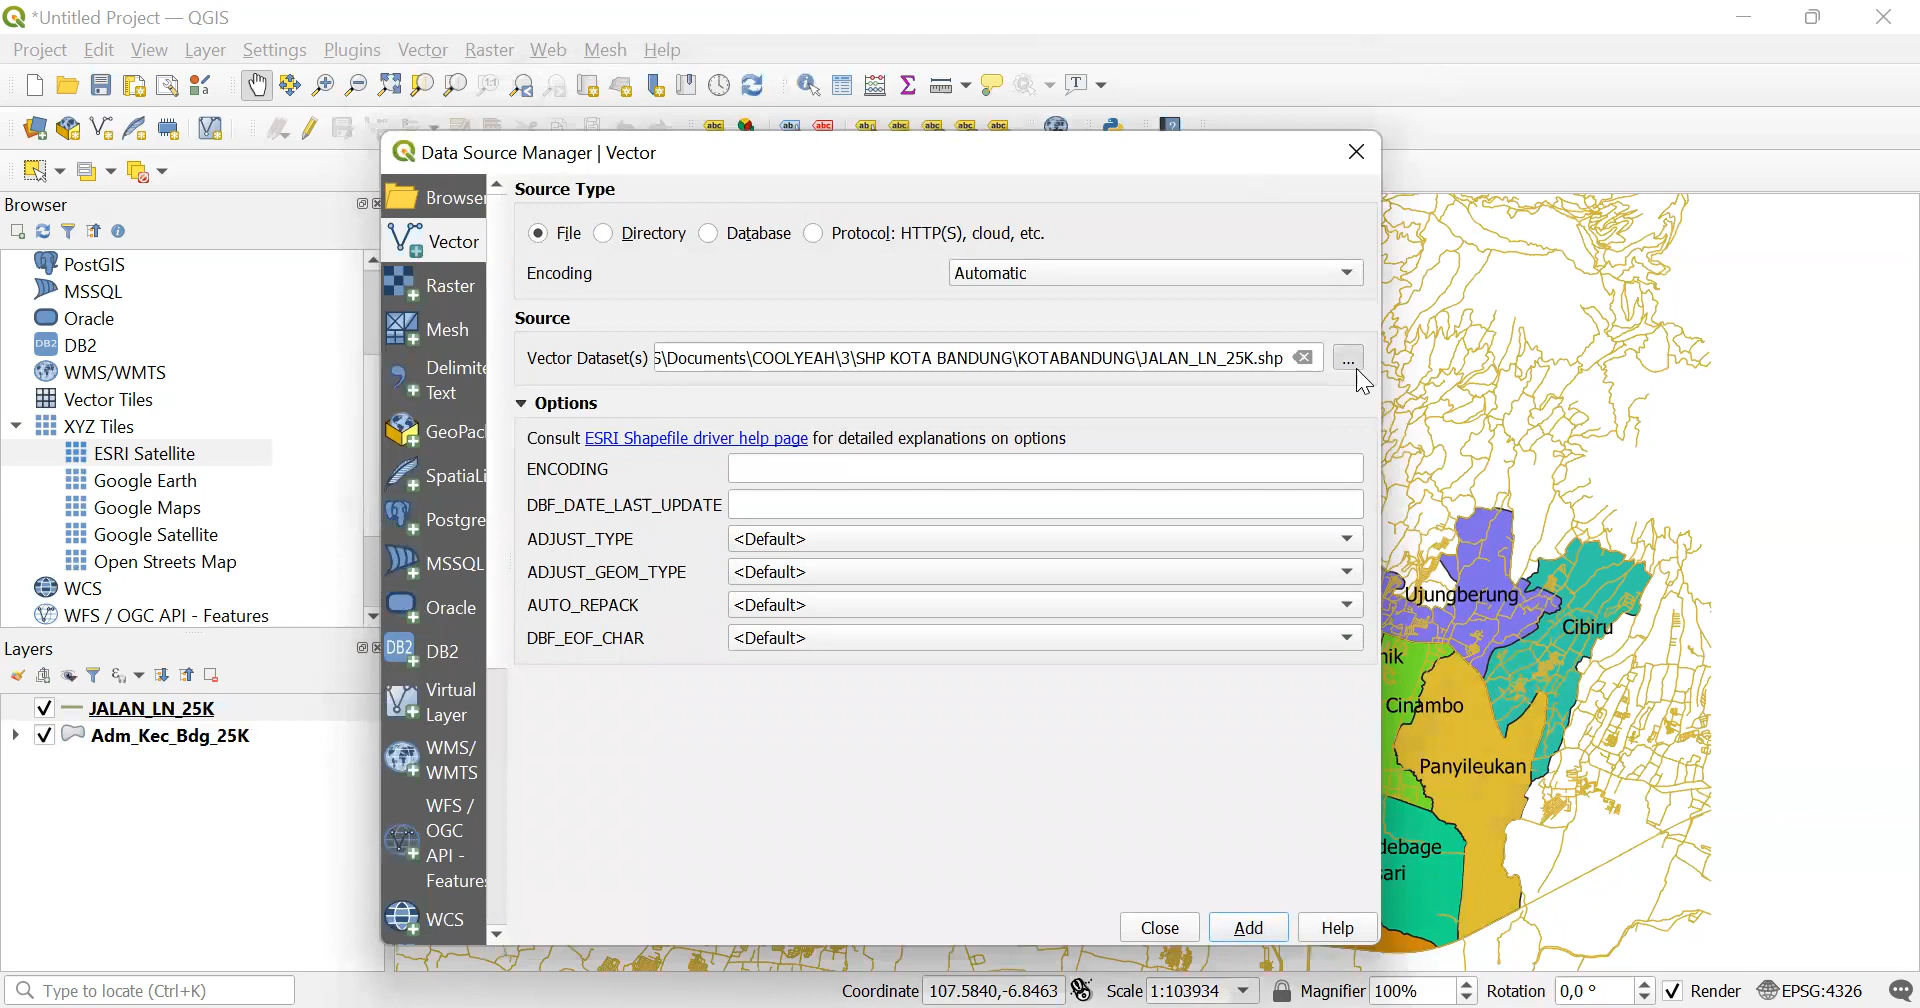 *Untitled Project — QGIS
Project Edit View Layer Settings Plugins Vector Raster Web Mesh Help
Browser
PostGIS
MSSQL
Oracle
DB2
WMS/WMTS
Vector Tiles
XYZ Tiles
ESRI Satellite
Google Earth
Google Maps
Google Satellite
Open Streets Map
WCS
WFS / OGC API - Features
Layers
JALAN_LN_25K
Adm_Kec_Bdg_25K
Data Source Manager | Vector
Browser
Vector
Raster
Mesh
Delimite
Text
GeoPac
SpatiaLi
Postgre
MSSQL
Oracle
DB2
Virtual
Layer
WMS/
WMTS
WFS /
OGC
API -
Features
WCS
Source Type
File Directory Database Protocol: HTTP(S), cloud, etc.
Encoding Automatic
Source
Vector Dataset(s) S\Documents\COOLYEAH\3\SHP KOTA BANDUNG\KOTABANDUNG\JALAN_LN_25K.shp ...
Options
Consult ESRI Shapefile driver help page for detailed explanations on options
ENCODING
DBF_DATE_LAST_UPDATE
ADJUST_TYPE <Default>
ADJUST_GEOM_TYPE <Default>
AUTO_REPACK <Default>
DBF_EOF_CHAR <Default>
Close Add Help
Ujungberung
Cibiru
nik
Cinambo
Panyileukan
debage
sari
Type to locate (Ctrl+K)
Coordinate 107.5840,-6.8463 Scale 1:103934 Magnifier 100% Rotation 0,0 ° Render EPSG:4326